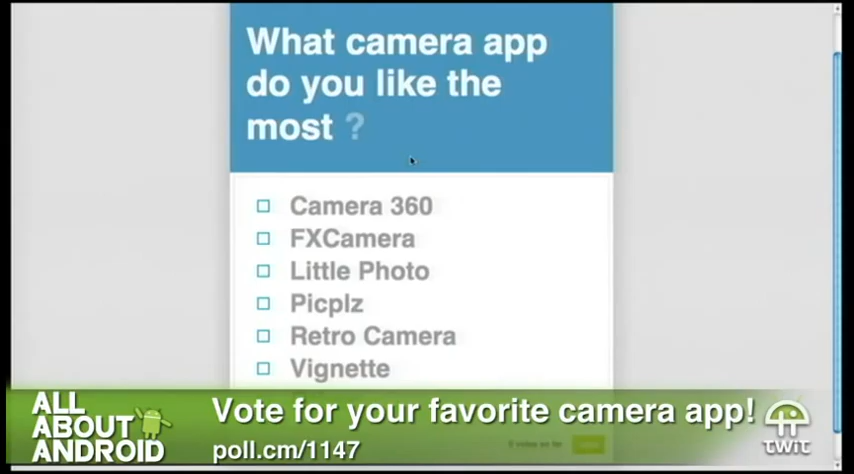 What camera app
do you like the
most ?
Camera 360
FXCamera
Little Photo
Picplz
Retro Camera
Vignette
ALL
ABOUT
ANDROID
Vote for your favorite camera app!
poll.cm/1147
TWiT